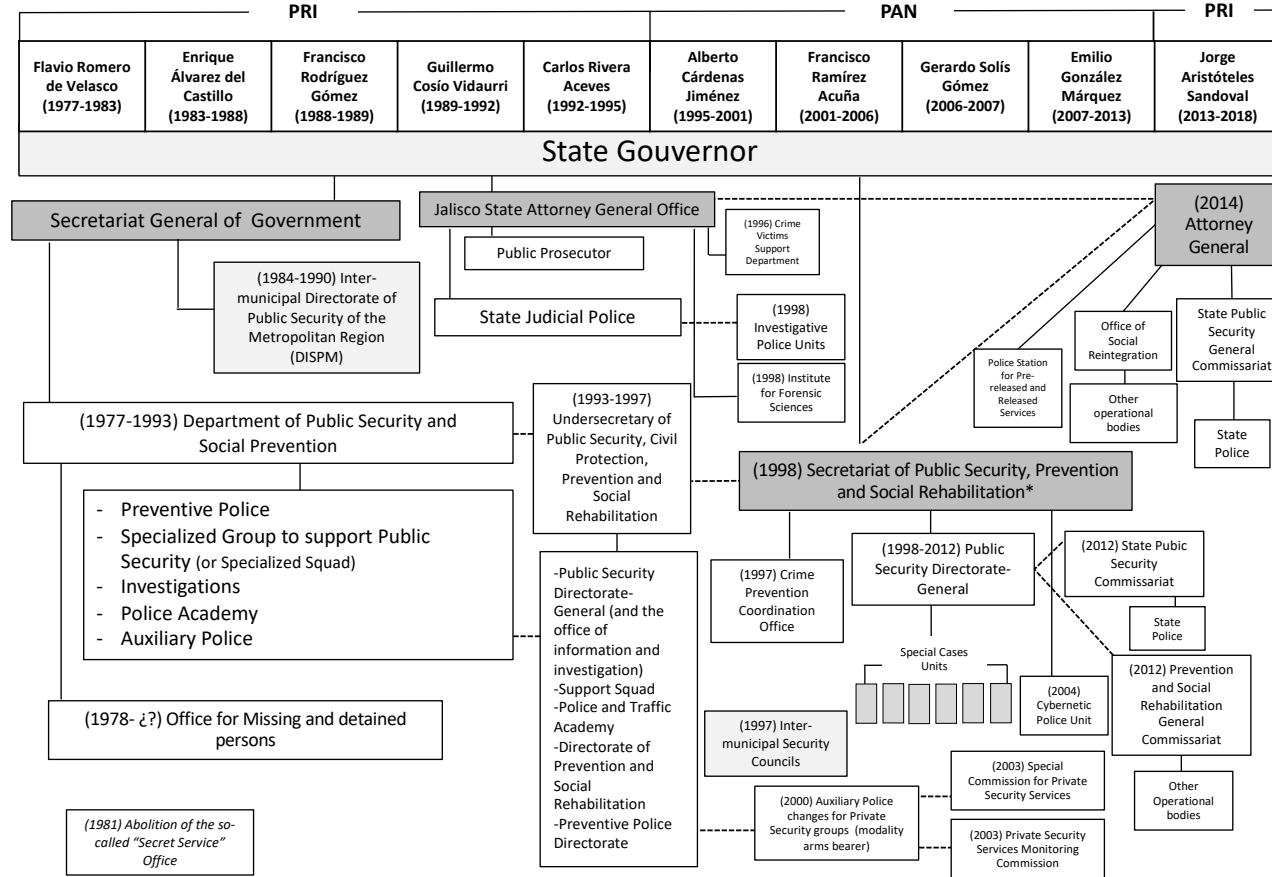 PRI
PAN
PRI
Flavio Romero
de Velasco
(1977-1983)
Enrique
Álvarez del
Castillo
(1983-1988)
Francisco
Rodríguez
Gómez
(1988-1989)
Guillermo
Cosío Vidaurri
(1989-1992)
Carlos Rivera
Aceves
(1992-1995)
Alberto
Cárdenas
Jiménez
(1995-2001)
Francisco
Ramírez
Acuña
(2001-2006)
Gerardo Solís
Gómez
(2006-2007)
Emilio
González
Márquez
(2007-2013)
Jorge
Aristóteles
Sandoval
(2013-2018)
State Gouvernor
Secretariat General of Government
Jalisco State Attorney General Office
(2014)
Attorney
General
Public Prosecutor
(1996) Crime
Victims
Support
Department
(1984-1990) Inter-
municipal Directorate of
Public Security of the
Metropolitan Region
(DISPM)
State Judicial Police
(1998)
Investigative
Police Units
(1998) Institute
for Forensic
Sciences
Police Station
for Pre-
released and
Released
Services
Office of
Social
Reintegration
Other
operational
bodies
State Public
Security
General
Commissariat
State
Police
(1977-1993) Department of Public Security and
Social Prevention
(1993-1997)
Undersecretary of
Public Security, Civil
Protection,
Prevention and
Social
Rehabilitation
(1998) Secretariat of Public Security, Prevention
and Social Rehabilitation*
- Preventive Police
- Specialized Group to support Public
Security (or Specialized Squad)
- Investigations
- Police Academy
- Auxiliary Police
-Public Security
Directorate-
General (and the
office of
information and
investigation)
-Support Squad
-Police and Traffic
Academy
-Directorate of
Prevention and
Social
Rehabilitation
-Preventive Police
Directorate
(1997) Crime
Prevention
Coordination
Office
(1998-2012) Public
Security Directorate-
General
(2012) State Pubic
Security
Commissariat
State
Police
Special Cases
Units
(2004)
Cybernetic
Police Unit
(2012) Prevention
and Social
Rehabilitation
General
Commissariat
Other
Operational
bodies
(1978- ¿?) Office for Missing and detained
persons
(1997) Inter-
municipal Security
Councils
(2003) Special
Commission for Private
Security Services
(2000) Auxiliary Police
changes for Private
Security groups (modality
arms bearer)
(2003) Private Security
Services Monitoring
Commission
(1981) Abolition of the so-
called “Secret Service”
Office